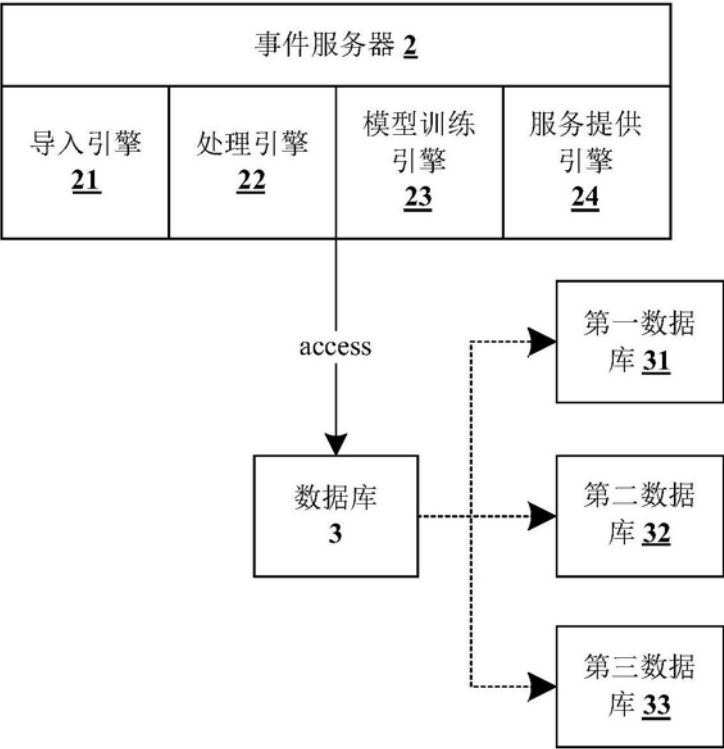 事件服务器 2
导入引擎
21
处理引擎
22
模型训练
引擎
23
服务提供
引擎
24
access
数据库
3
第一数据
库 31
第二数据
库 32
第三数据
库 33